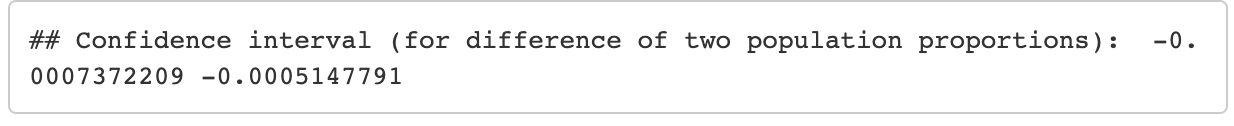 ## Confidence interval (for difference of two population proportions):  -0.
0007372209 -0.0005147791